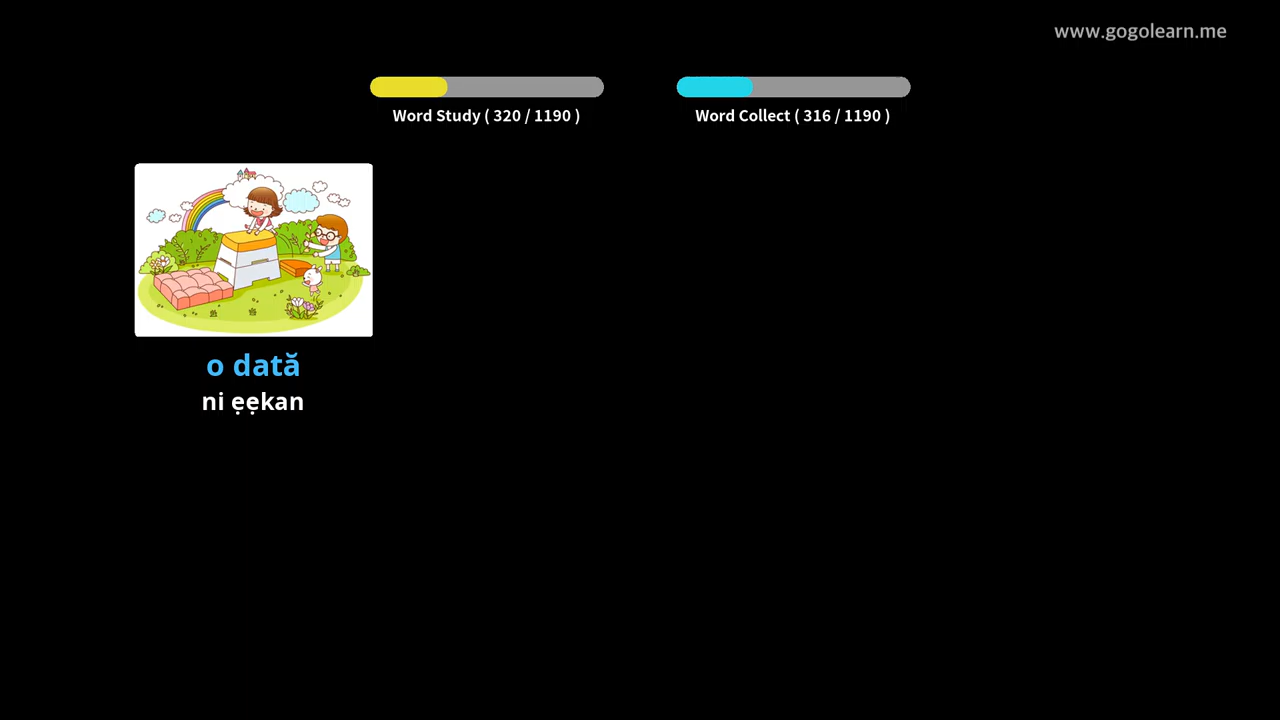 www.gogolearn.me
Word Study ( 320 / 1190 )
Word Collect ( 316 / 1190 )
o dată
ni ẹẹkan